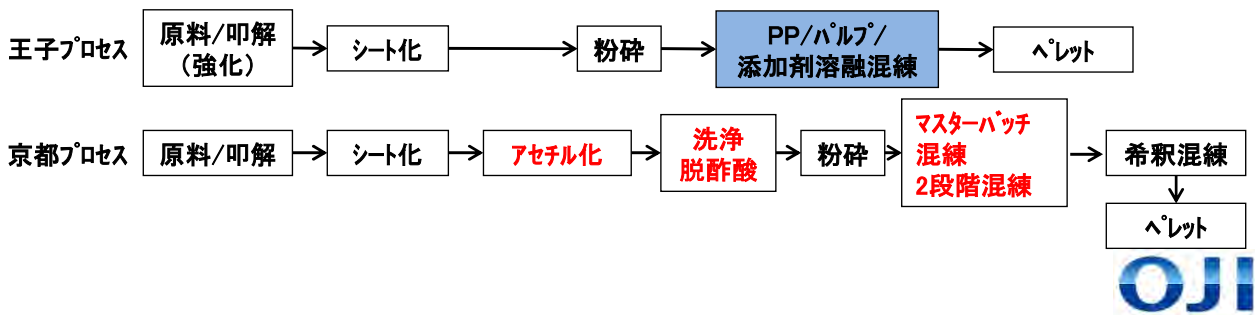 王子プロセス
原料/叩解
(強化)
シート化
粉砕
PP/パルプ/
添加剤溶融混練
ペレット
京都プロセス
原料/叩解
シート化
アセチル化
洗浄
脱酢酸
粉砕
マスターバッチ
混練
2段階混練
希釈混練
ペレット
OJI